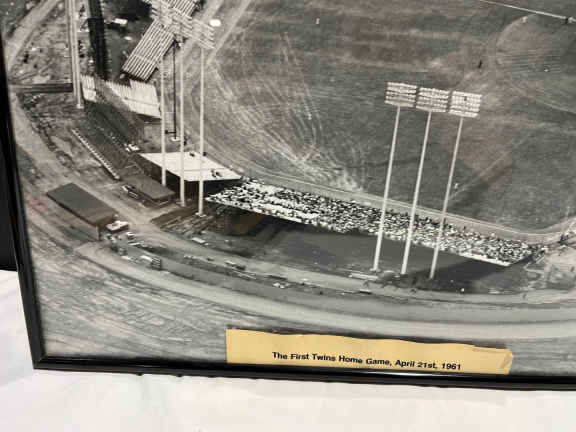 The First Twins Home Game, April 21st, 1961